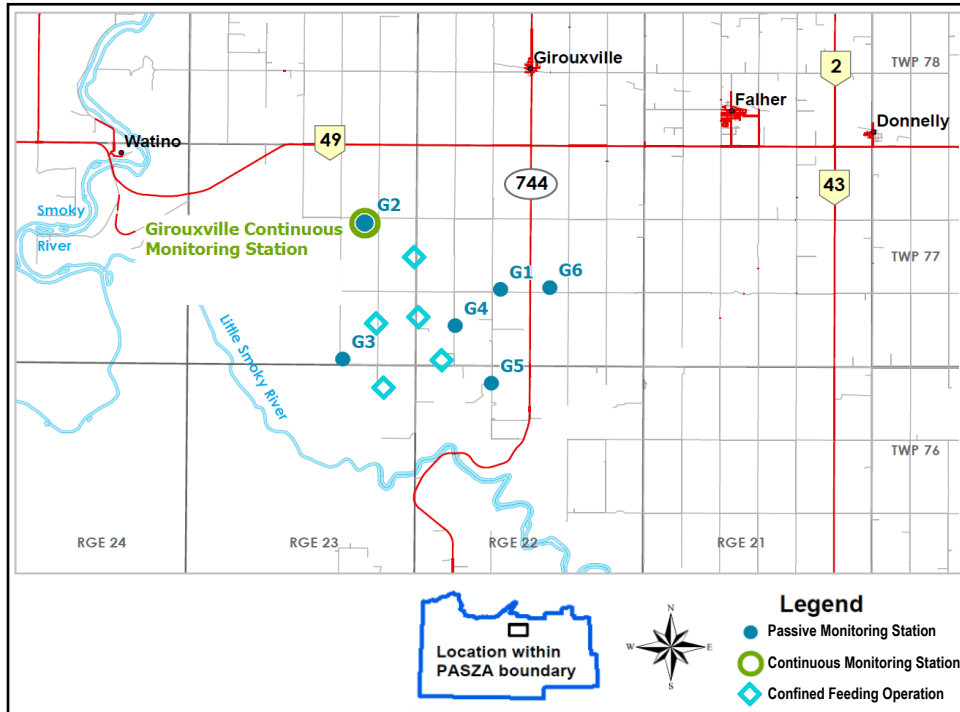 Girouxville
TWP 78
2
Falher
Donnelly
49
Watino
744
43
Smoky
River
G2
Girouxville Continuous
Monitoring Station
TWP 77
G1
G6
G4
G3
Little Smoky River
G5
TWP 76
RGE 24
RGE 23
RGE 22
RGE 21
Location within
PASZA boundary
N
W
E
S
Legend
Passive Monitoring Station
Continuous Monitoring Station
Confined Feeding Operation